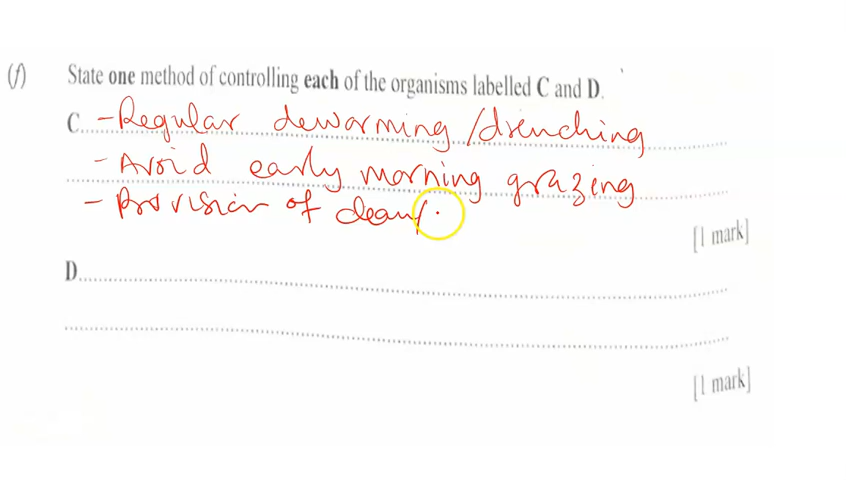 (f) State one method of controlling each of the organisms labelled C and D.
C. - Regular deworming /drenching
- Avoid early morning grazing
- Provision of clean/
[1 mark]
D.
[1 mark]